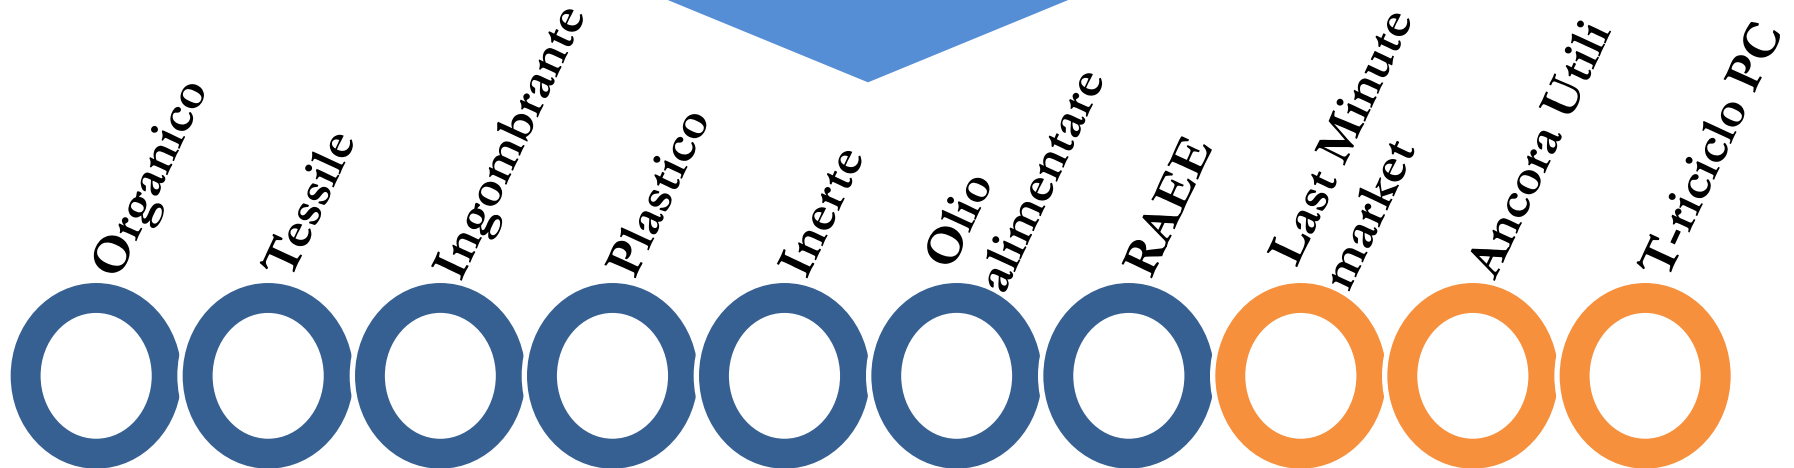 Organico
Tessile
Ingombrante
Plastico
Inerte
Olio
alimentare
RAEE
Last Minute
market
Ancora Utili
T-riciclo PC